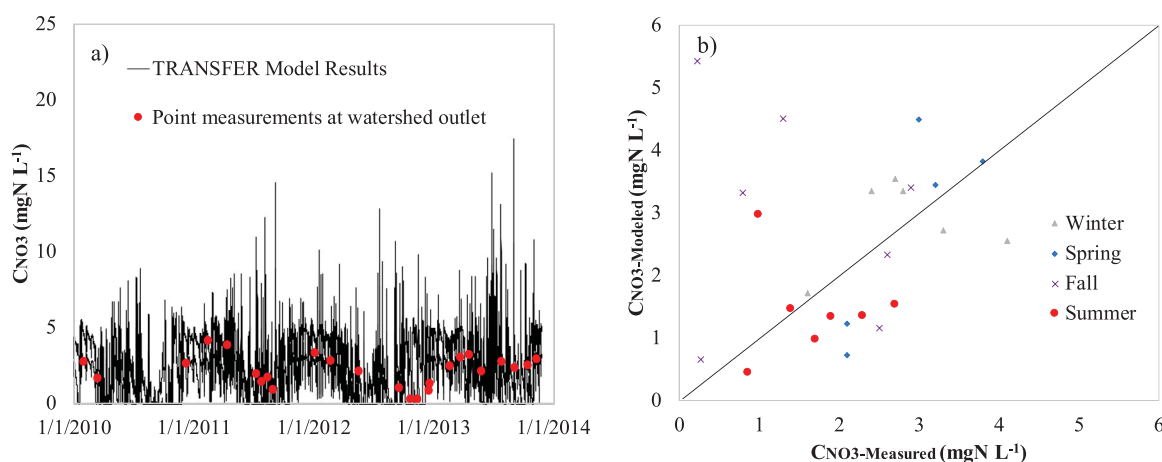 a)
TRANSFER Model Results
Point measurements at watershed outlet
25
20
15
10
5
0
CNO3 (mgN L-1)
1/1/2010 1/1/2011 1/1/2012 1/1/2013 1/1/2014
b)
6
5
4
3
2
1
0
CNO3-Modeled (mgN L-1)
Winter
Spring
Fall
Summer
0 1 2 3 4 5 6
CNO3-Measured (mgN L-1)